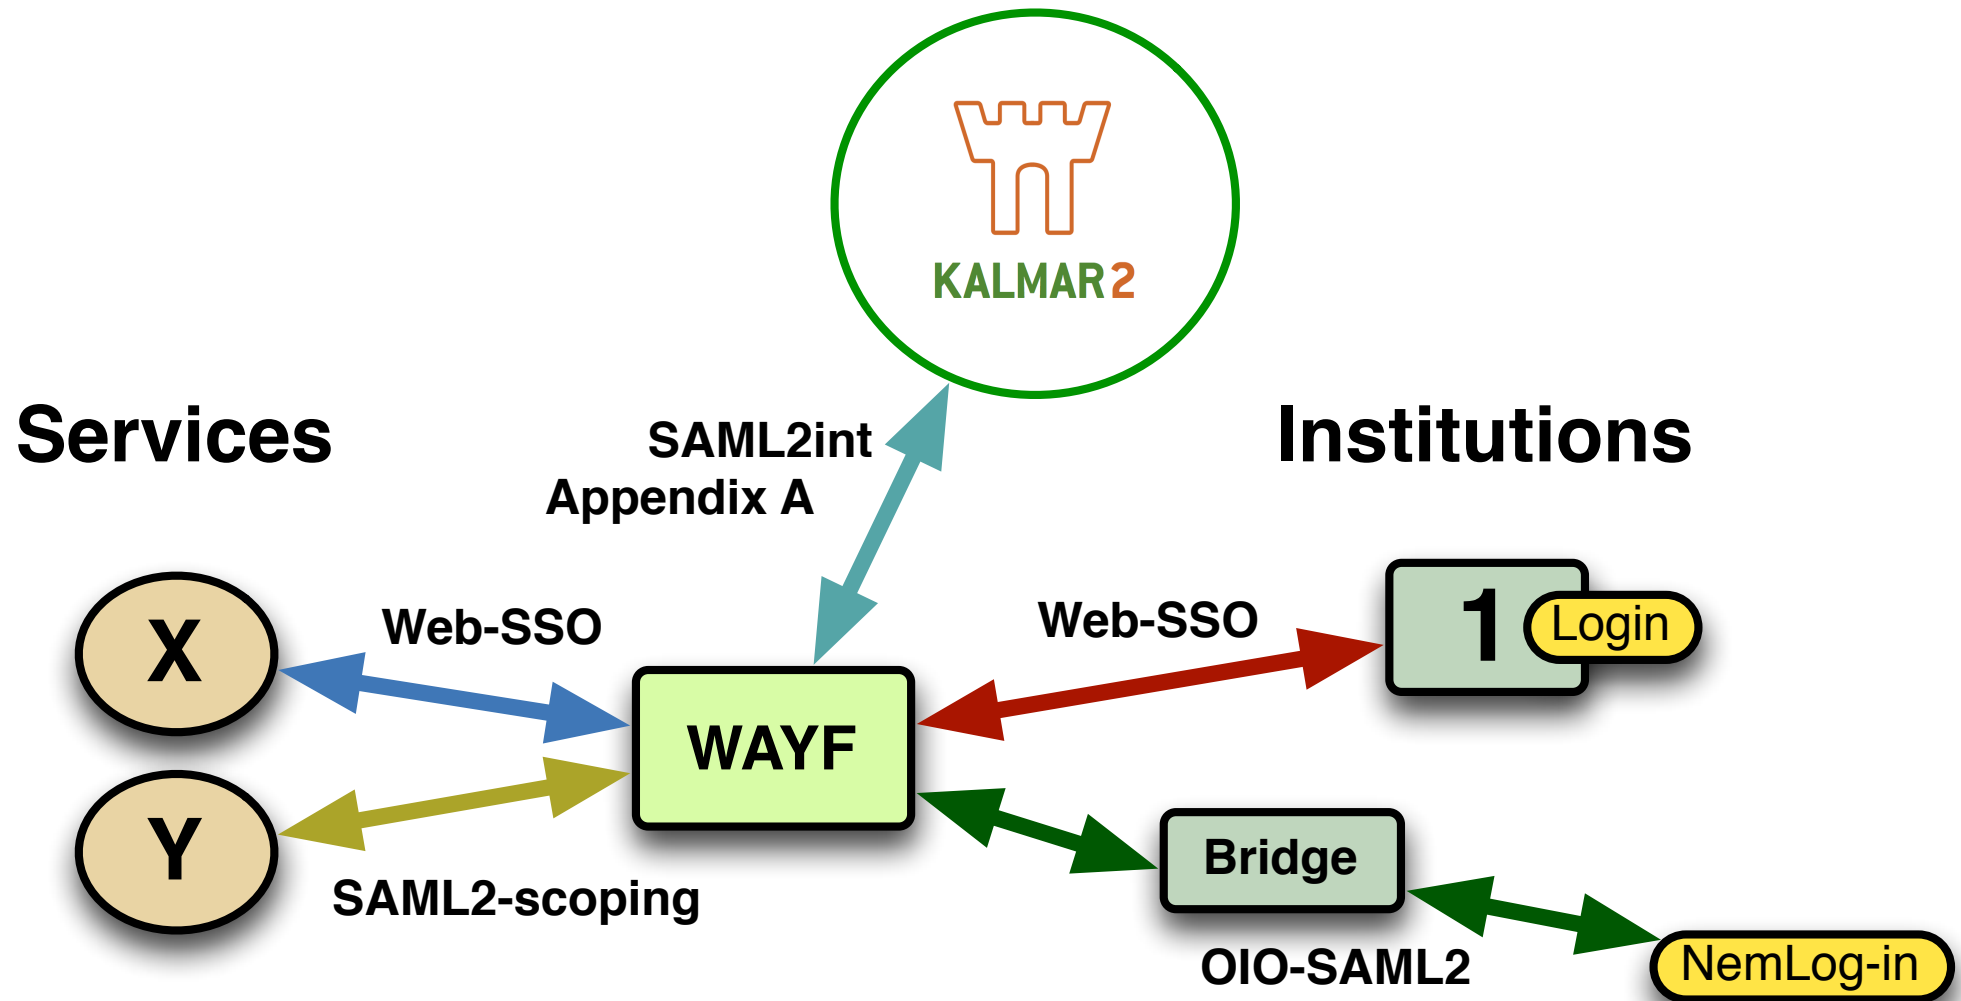 KALMAR2
Services
SAML2int
Appendix A
Institutions
X
Web-SSO
Web-SSO
1
Login
WAYF
Y
SAML2-scoping
Bridge
OIO-SAML2
NemLog-in